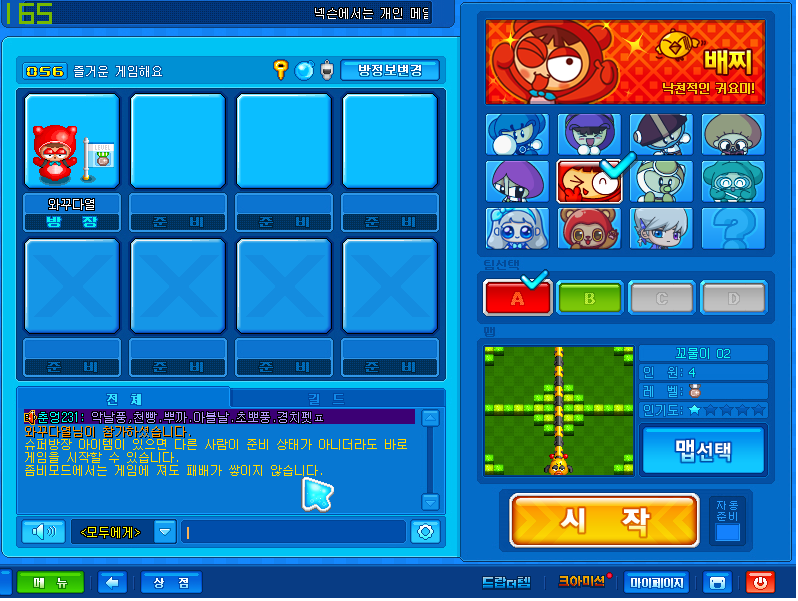 165
넥슨에서는 개인 메일
056 즐거운 게임해요
방정보변경
배찌
낙천적인 귀요미!
LEVEL
와꾸다열
방 장
준 비
준 비
준 비
준 비
준 비
준 비
준 비
팀선택
A
B
C
D
맵
꼬물이 02
인 원: 4
레 벨:
인기도:
맵선택
전 체
길 드
춘엉231: 악날풍.천빵.뿌까.아블날.초뽀풍.경치펫ㅍ
와꾸다열님이 참가하셨습니다.
슈퍼방장 아이템이 있으면 다른 사람이 준비 상태가 아니더라도 바로
게임을 시작할 수 있습니다.
좀비모드에서는 게임에 져도 패배가 쌓이지 않습니다.
<모두에게>
시 작
자동
준비
메 뉴
상 점
드랍더템
크아미션
마이페이지